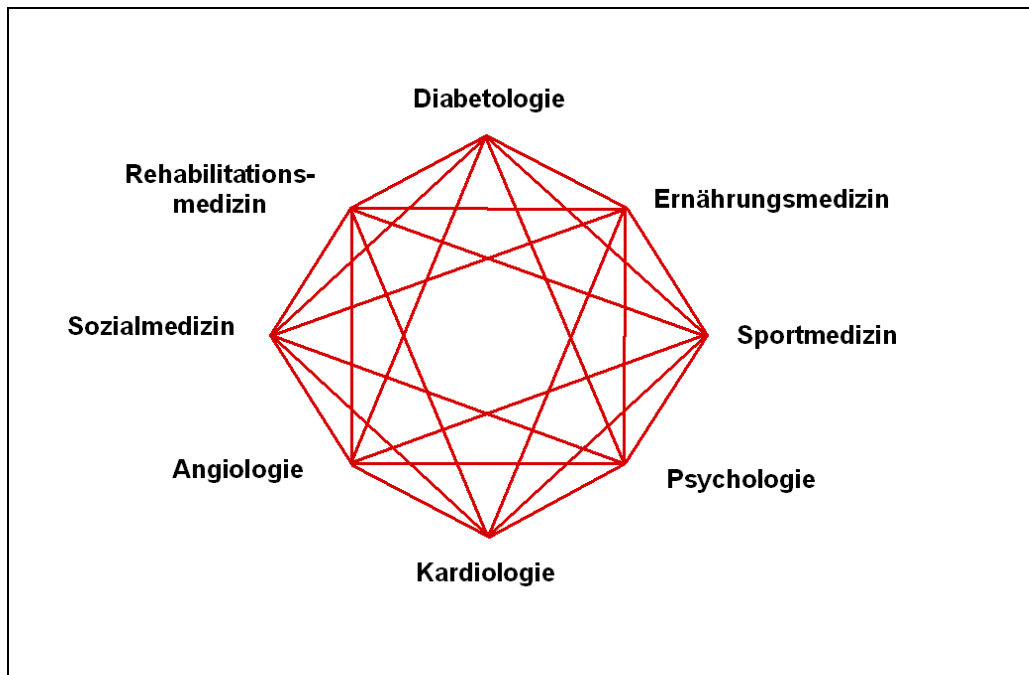 Diabetologie
Rehabilitations-
medizin
Ernährungsmedizin
Sozialmedizin
Sportmedizin
Angiologie
Psychologie
Kardiologie